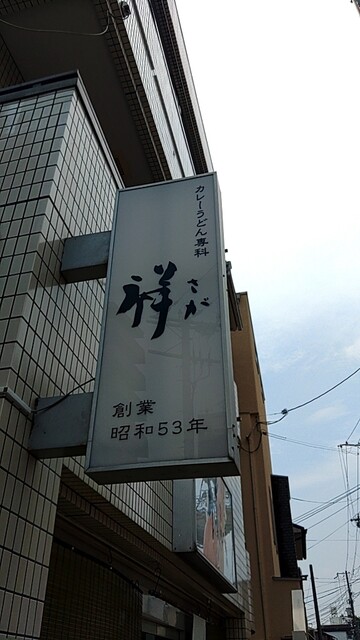 カレーうどん専科
祥
さが
創業
昭和53年